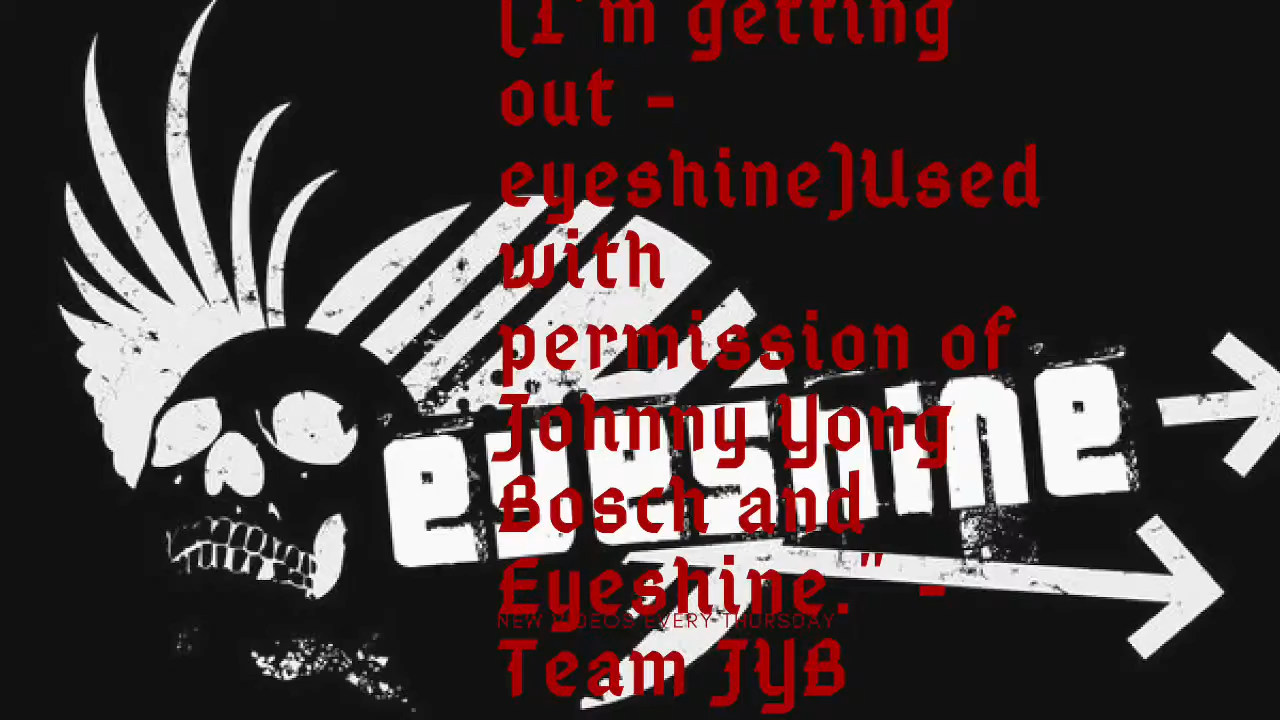 (I'm getting
out -
eyeshine)Used
with
permission of
Johnny Yong
Bosch and
Eyeshine." -
Team JYB
eyeshine
NEW VIDEOS EVERY THURSDAY